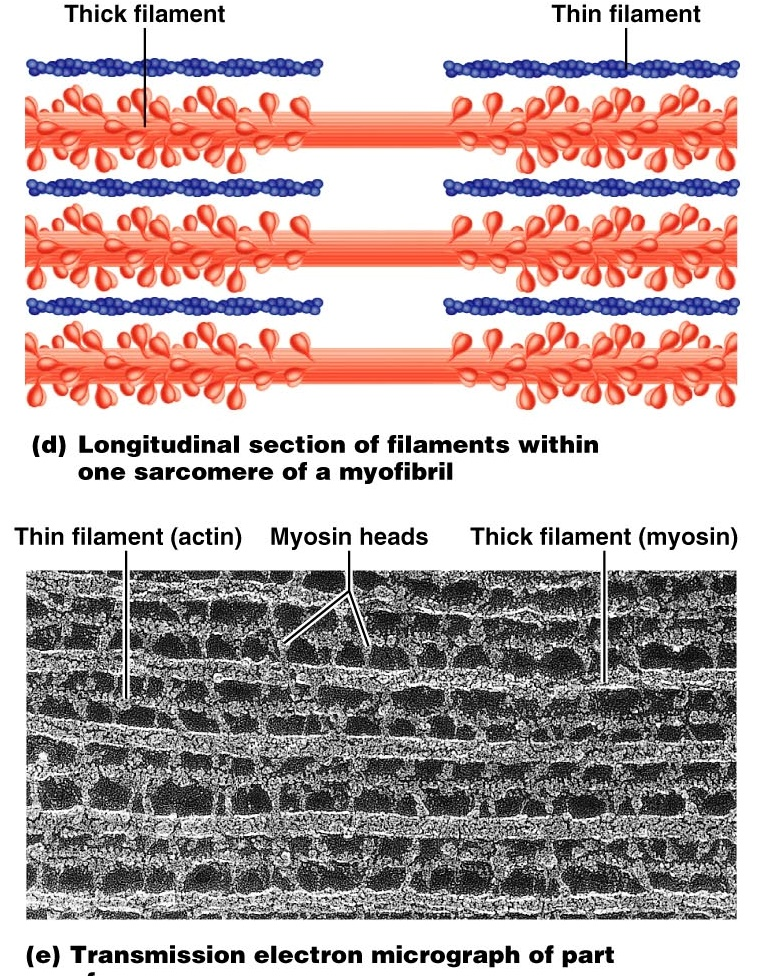 Thick filament
Thin filament
(d) Longitudinal section of filaments within
one sarcomere of a myofibril
Thin filament (actin)
Myosin heads
Thick filament (myosin)
(e) Transmission electron micrograph of part